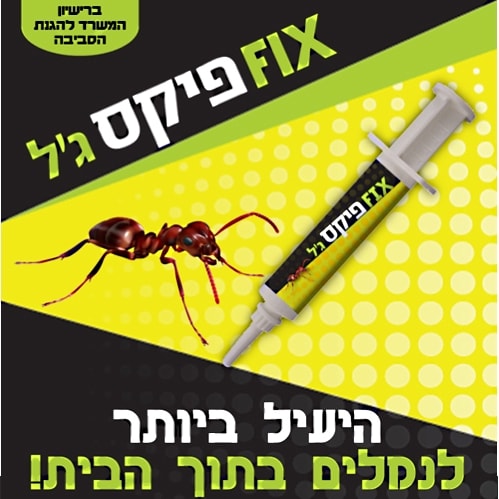 ברישיון
המשרד להגנת
הסביבה
FIX פיקס ג'ל
FIX פיקס ג'ל
היעיל ביותר
לנמלים בתוך הבית!